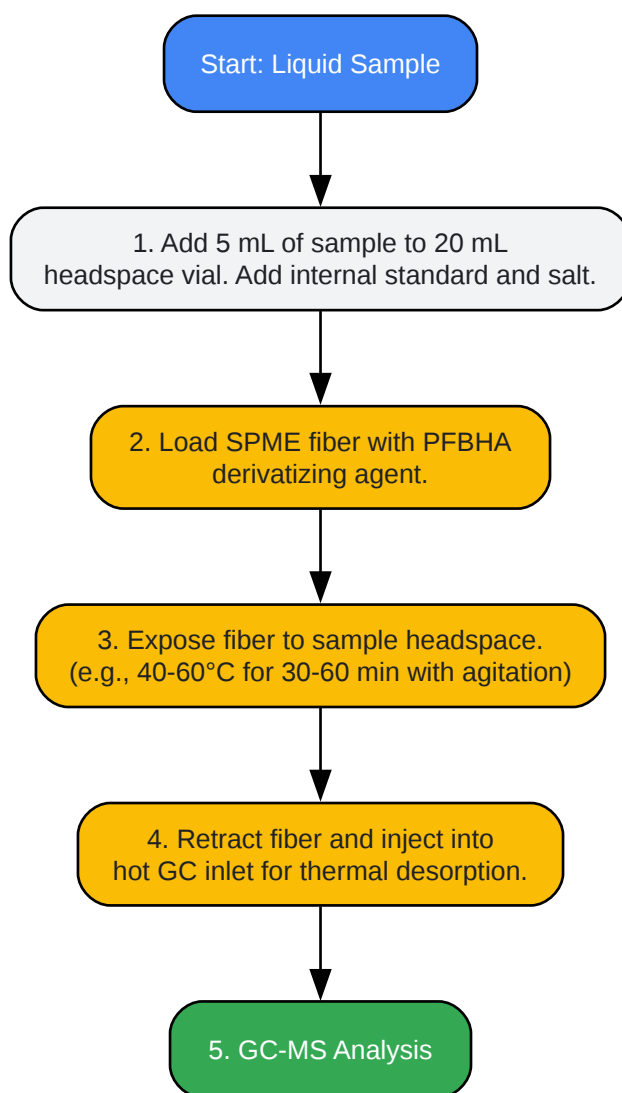 Start: Liquid Sample
1. Add 5 mL of sample to 20 mL
headspace vial. Add internal standard and salt.
2. Load SPME fiber with PFBHA
derivatizing agent.
3. Expose fiber to sample headspace.
(e.g., 40-60°C for 30-60 min with agitation)
4. Retract fiber and inject into
hot GC inlet for thermal desorption.
5. GC-MS Analysis